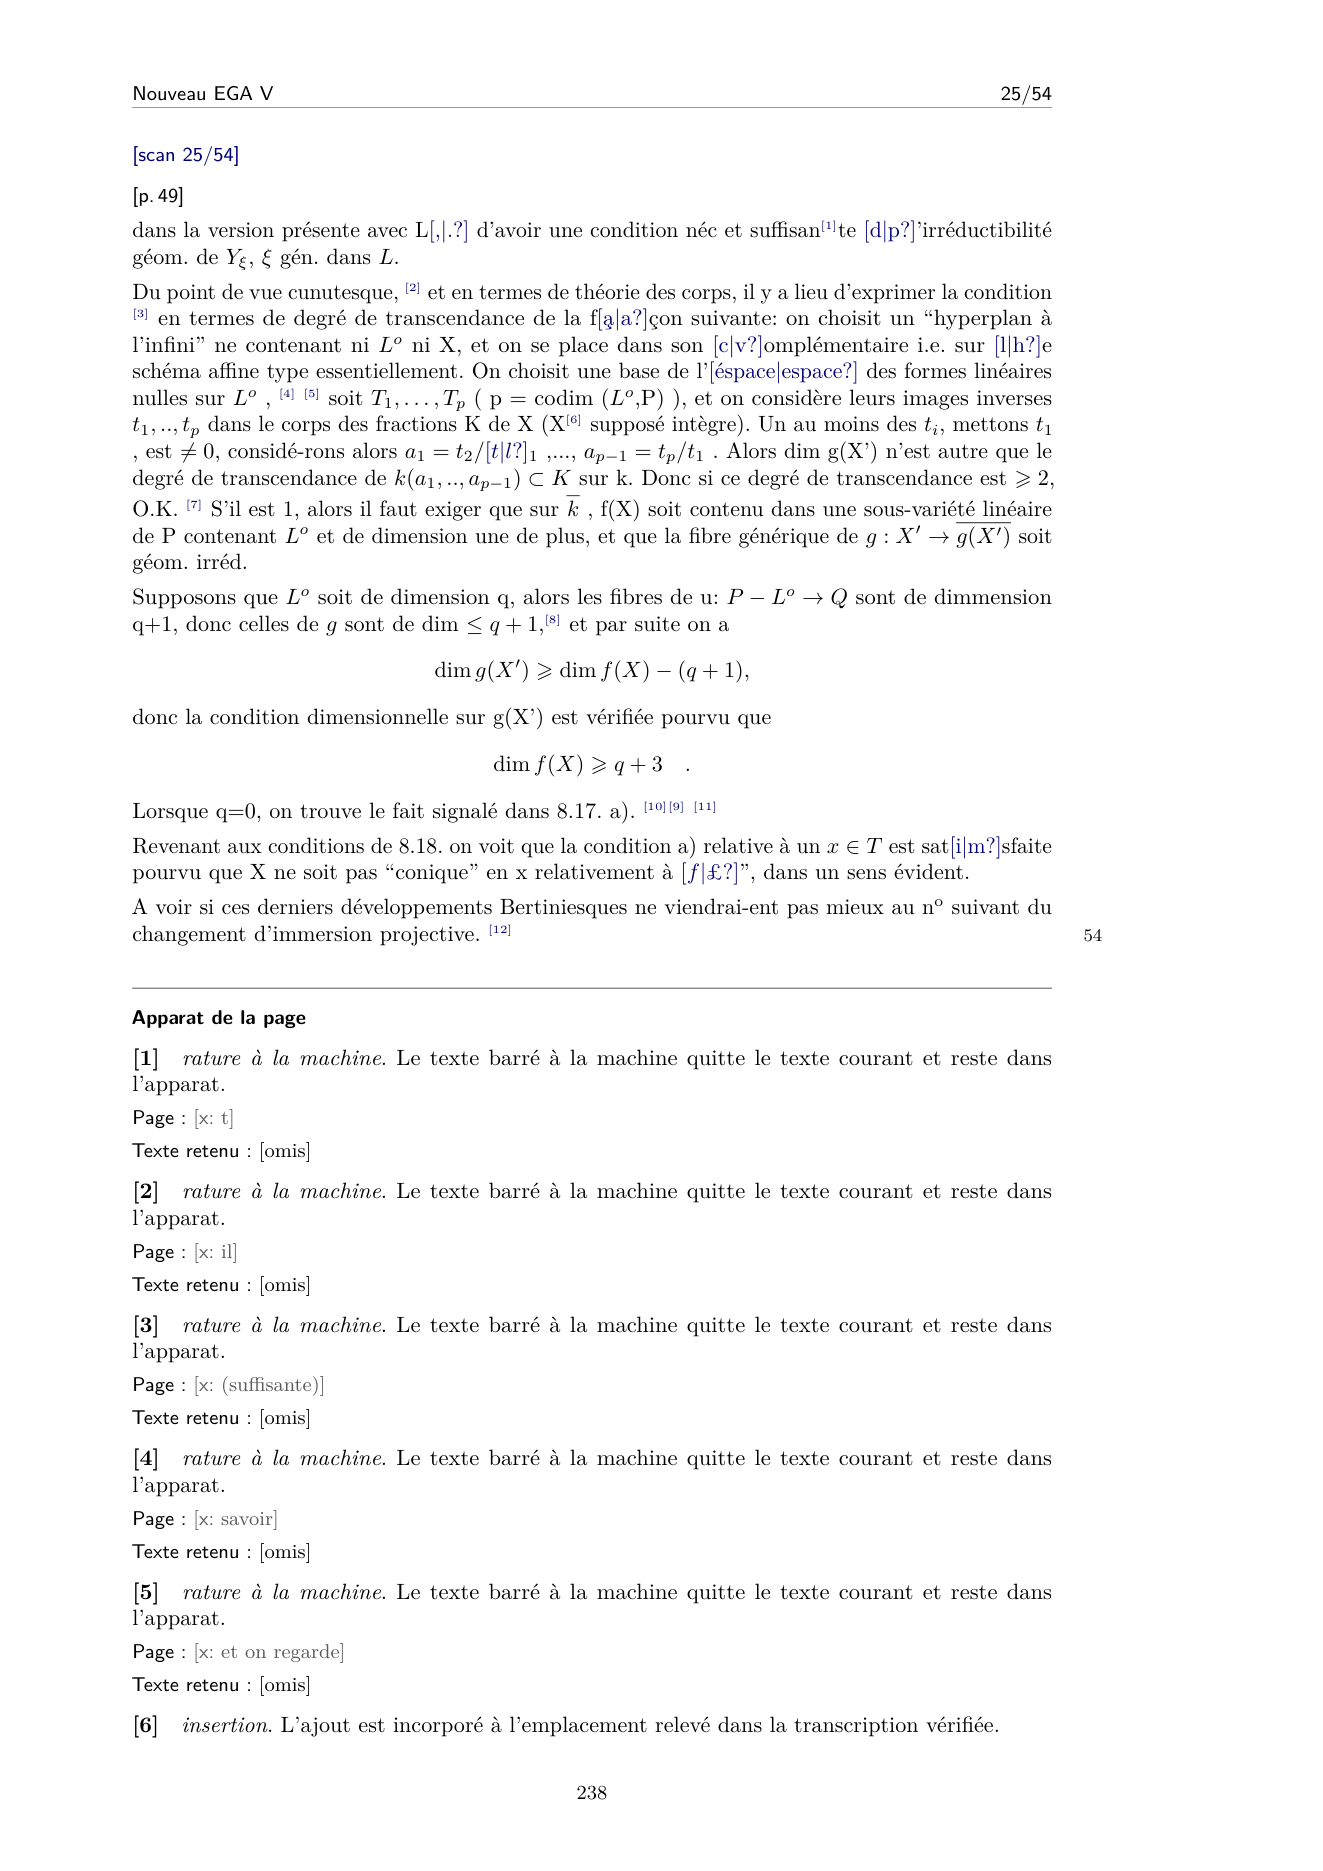 Nouveau EGA V 25/54
[scan 25/54]
[p. 49]
dans la version présente avec L[,|.?] d'avoir une condition néc et suffisan[1]te [d|p?]'irréductibilité
géom. de Y_ξ, ξ gén. dans L.
Du point de vue cunutesque, [2] et en termes de théorie des corps, il y a lieu d'exprimer la condition
[3] en termes de degré de transcendance de la f[a̧|a?]çon suivante: on choisit un “hyperplan à
l'infini” ne contenant ni L^o ni X, et on se place dans son [c|v?]omplémentaire i.e. sur [l|h?]e
schéma affine type essentiellement. On choisit une base de l'[éspace|espace?] des formes linéaires
nulles sur L^o , [4] [5] soit T_1, . . . , T_p ( p = codim (L^o,P) ), et on considère leurs images inverses
t_1, .., t_p dans le corps des fractions K de X (X[6] supposé intègre). Un au moins des t_i, mettons t_1
, est ≠ 0, considé-rons alors a_1 = t_2/[t|l?]_1 ,..., a_{p−1} = t_p/t_1 . Alors dim g(X') n'est autre que le
degré de transcendance de k(a_1, .., a_{p−1}) ⊂ K sur k. Donc si ce degré de transcendance est ⩾ 2,
O.K. [7] S'il est 1, alors il faut exiger que sur k̅ , f(X) soit contenu dans une sous-variété linéaire
de P contenant L^o et de dimension une de plus, et que la fibre générique de g : X′ → \overline{g(X′)} soit
géom. irréd.
Supposons que L^o soit de dimension q, alors les fibres de u: P − L^o → Q sont de dimmension
q+1, donc celles de g sont de dim ≤ q + 1,[8] et par suite on a
dim g(X′) ⩾ dim f(X) − (q + 1),
donc la condition dimensionnelle sur g(X') est vérifiée pourvu que
dim f(X) ⩾ q + 3 .
Lorsque q=0, on trouve le fait signalé dans 8.17. a). [10][9] [11]
Revenant aux conditions de 8.18. on voit que la condition a) relative à un x ∈ T est sat[i|m?]sfaite
pourvu que X ne soit pas “conique” en x relativement à [f|£?]”, dans un sens évident.
A voir si ces derniers développements Bertiniesques ne viendrai-ent pas mieux au nº suivant du
changement d'immersion projective. [12] 54
Apparat de la page
[1] rature à la machine. Le texte barré à la machine quitte le texte courant et reste dans
l'apparat.
Page : [x: t]
Texte retenu : [omis]
[2] rature à la machine. Le texte barré à la machine quitte le texte courant et reste dans
l'apparat.
Page : [x: il]
Texte retenu : [omis]
[3] rature à la machine. Le texte barré à la machine quitte le texte courant et reste dans
l'apparat.
Page : [x: (suffisante)]
Texte retenu : [omis]
[4] rature à la machine. Le texte barré à la machine quitte le texte courant et reste dans
l'apparat.
Page : [x: savoir]
Texte retenu : [omis]
[5] rature à la machine. Le texte barré à la machine quitte le texte courant et reste dans
l'apparat.
Page : [x: et on regarde]
Texte retenu : [omis]
[6] insertion. L'ajout est incorporé à l'emplacement relevé dans la transcription vérifiée.
238